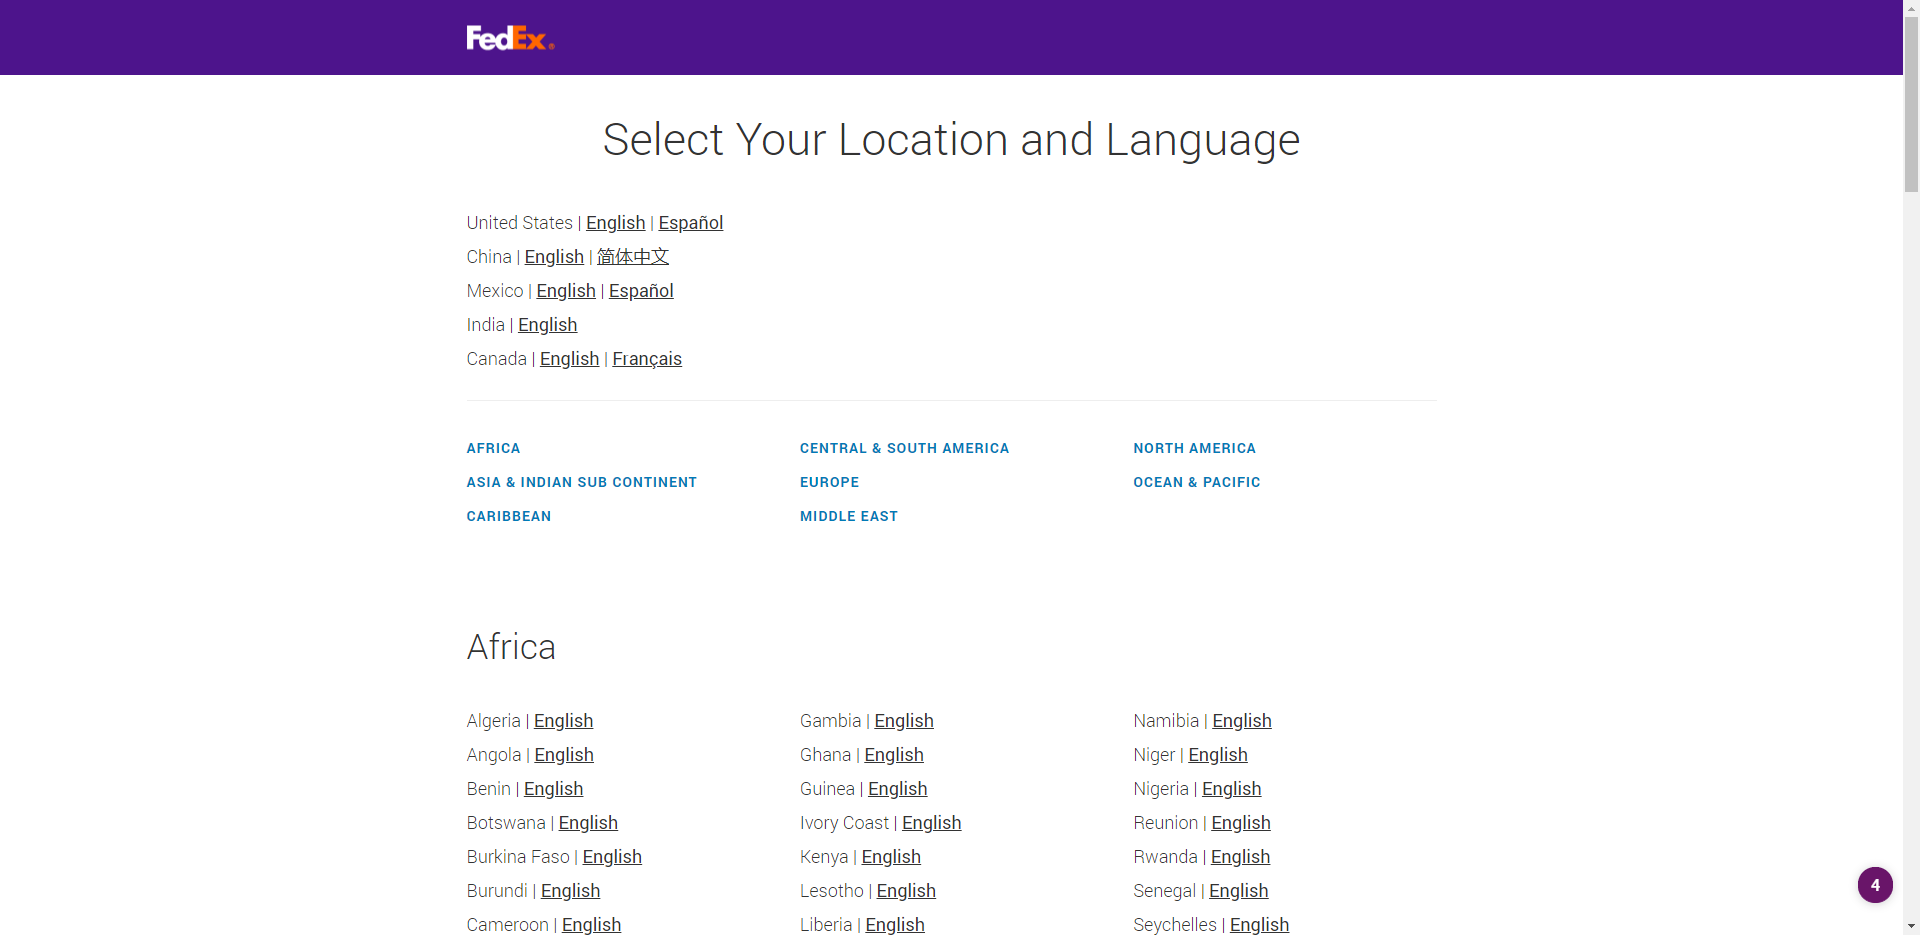 FedEx®
Select Your Location and Language
United States | English | Español
China | English | 简体中文
Mexico | English | Español
India | English
Canada | English | Français
AFRICA
ASIA & INDIAN SUB CONTINENT
CARIBBEAN
CENTRAL & SOUTH AMERICA
EUROPE
MIDDLE EAST
NORTH AMERICA
OCEAN & PACIFIC
Africa
Algeria | English
Angola | English
Benin | English
Botswana | English
Burkina Faso | English
Burundi | English
Cameroon | English
Gambia | English
Ghana | English
Guinea | English
Ivory Coast | English
Kenya | English
Lesotho | English
Liberia | English
Namibia | English
Niger | English
Nigeria | English
Reunion | English
Rwanda | English
Senegal | English
Seychelles | English
4